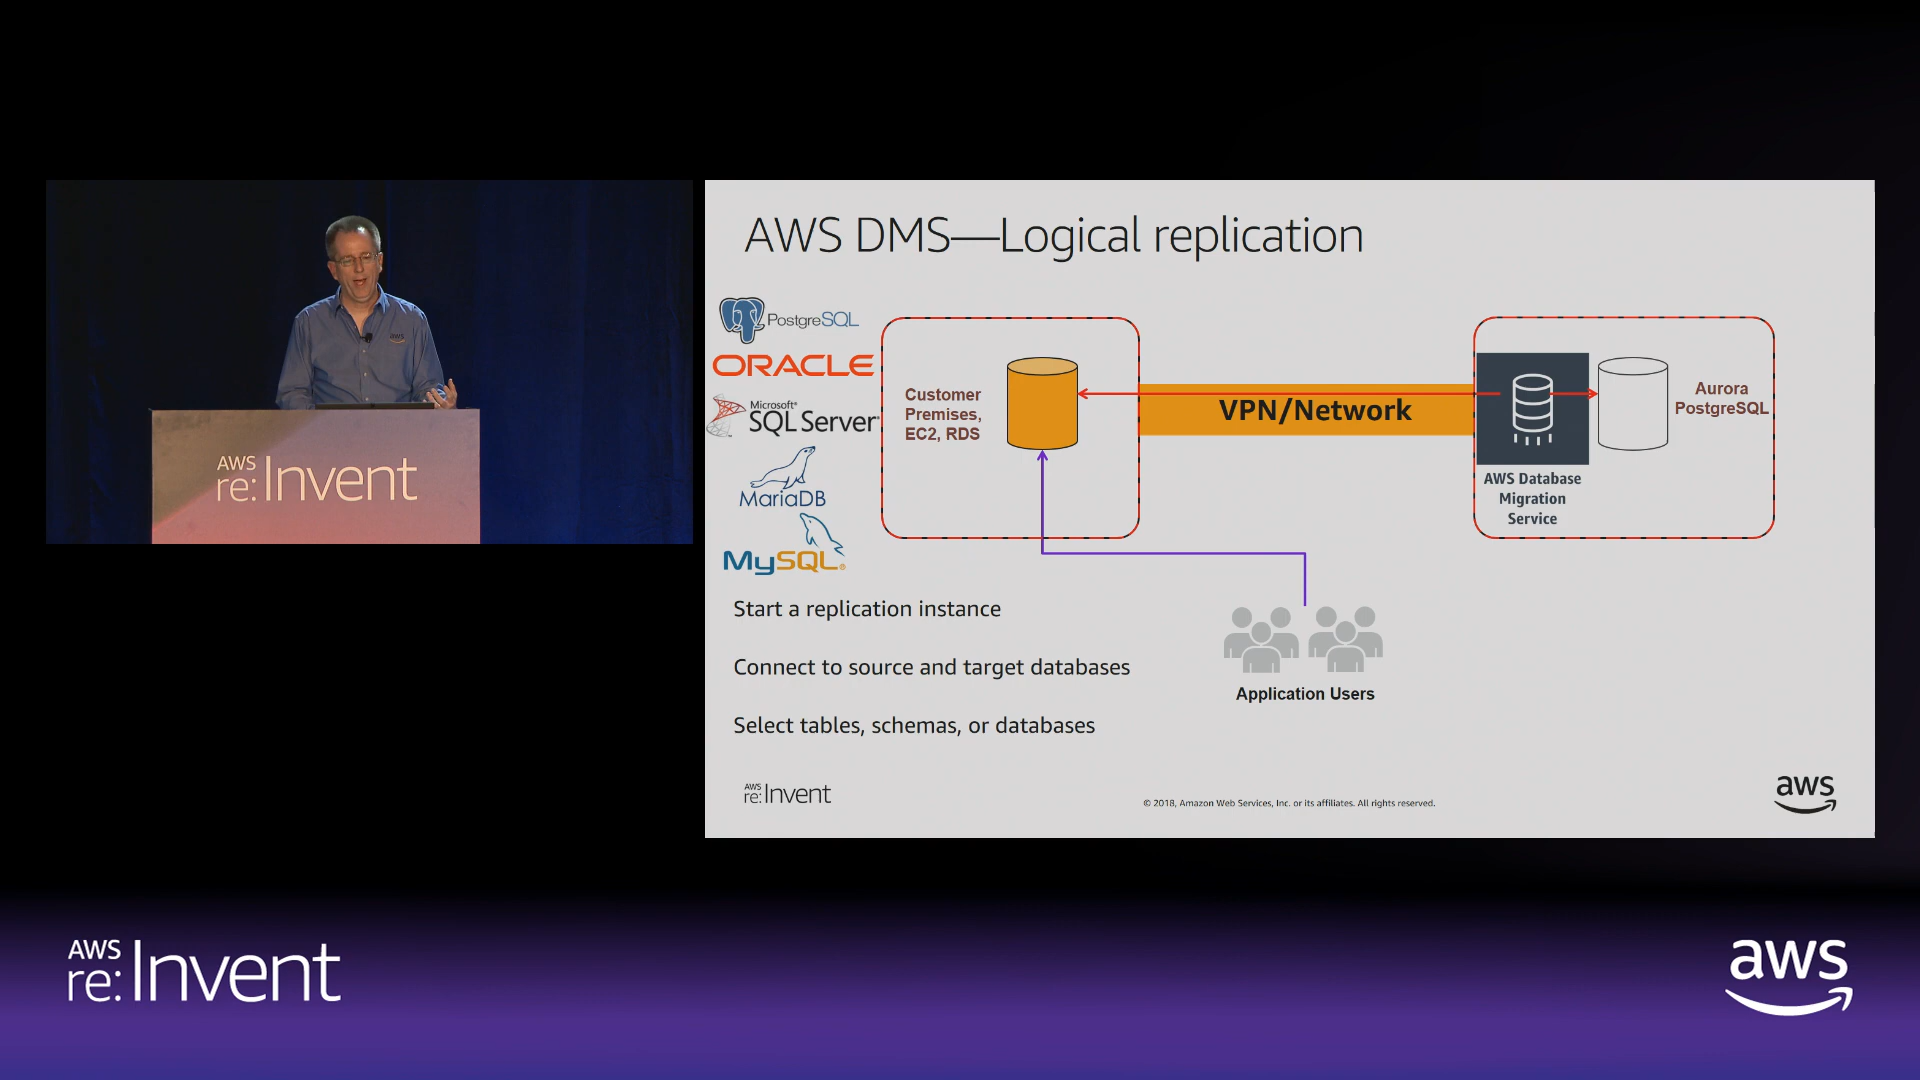 AWS
re:Invent
AWS DMS—Logical replication
PostgreSQL
ORACLE
Microsoft®
SQL Server®
MariaDB
MySQL®
Customer
Premises,
EC2, RDS
VPN/Network
AWS Database
Migration
Service
Aurora
PostgreSQL
Application Users
Start a replication instance
Connect to source and target databases
Select tables, schemas, or databases
AWS
re:Invent
© 2018, Amazon Web Services, Inc. or its affiliates. All rights reserved.
aws
aws
AWS
re:Invent
aws